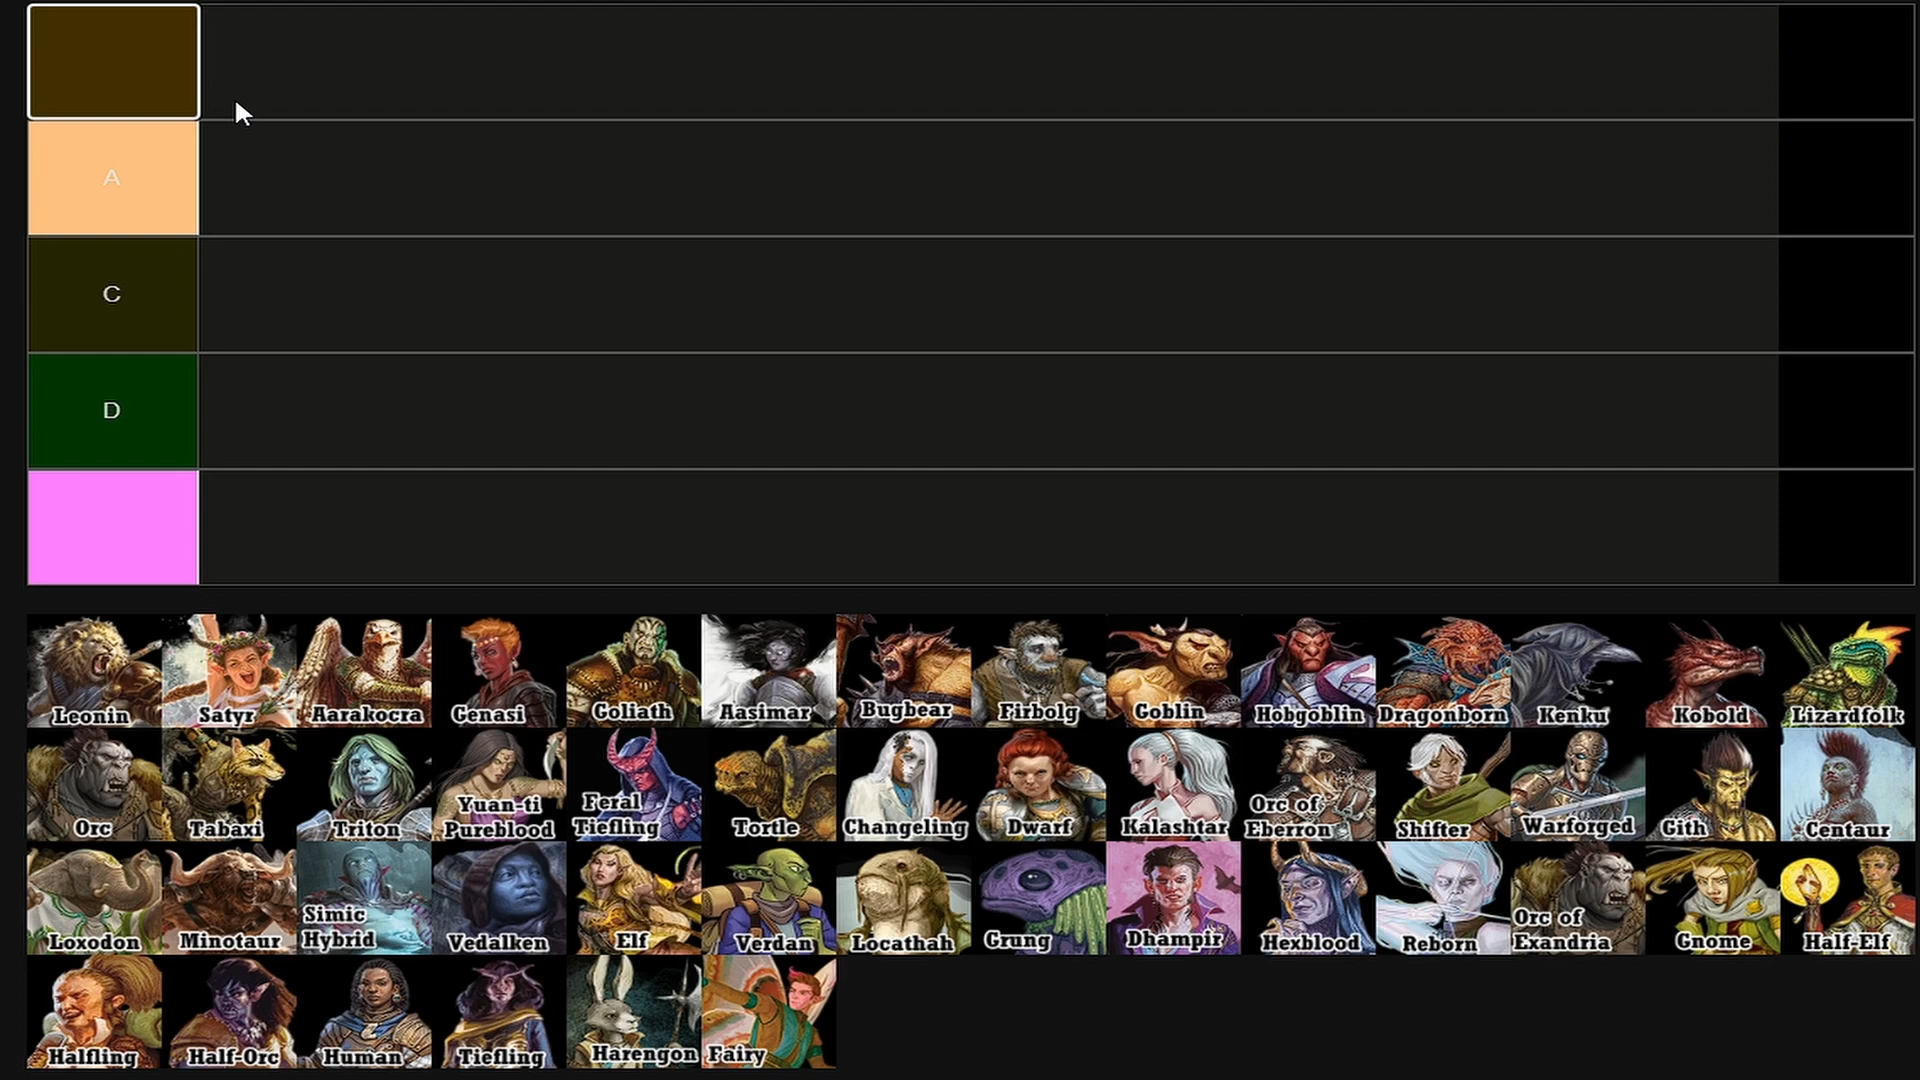 A
C
D
Leonin
Satyr
Aarakocra
Genasi
Goliath
Aasimar
Bugbear
Firbolg
Goblin
Hobgoblin
Dragonborn
Kenku
Kobold
Lizardfolk
Orc
Tabaxi
Triton
Yuan-ti
Pureblood
Feral
Tiefling
Tortle
Changeling
Dwarf
Kalashtar
Orc of
Eberron
Shifter
Warforged
Gith
Centaur
Loxodon
Minotaur
Simic
Hybrid
Vedalken
Elf
Verdan
Locathah
Grung
Dhampir
Hexblood
Reborn
Orc of
Exandria
Gnome
Half-Elf
Halfling
Half-Orc
Human
Tiefling
Harengon
Fairy